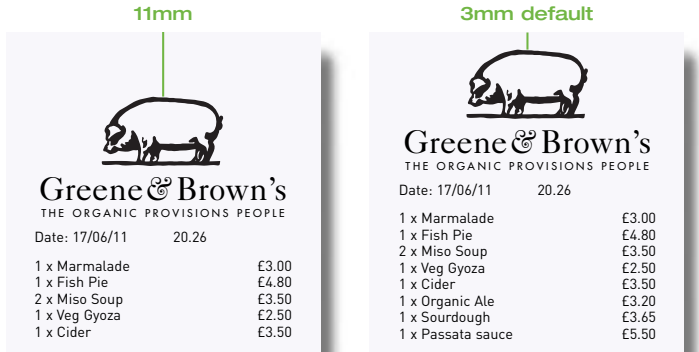 11mm
Greene & Brown's
THE ORGANIC PROVISIONS PEOPLE
Date: 17/06/11 20.26
1 x Marmalade £3.00
1 x Fish Pie £4.80
2 x Miso Soup £3.50
1 x Veg Gyoza £2.50
1 x Cider £3.50
3mm default
Greene & Brown's
THE ORGANIC PROVISIONS PEOPLE
Date: 17/06/11 20.26
1 x Marmalade £3.00
1 x Fish Pie £4.80
2 x Miso Soup £3.50
1 x Veg Gyoza £2.50
1 x Cider £3.50
1 x Organic Ale £3.20
1 x Sourdough £3.65
1 x Passata sauce £5.50